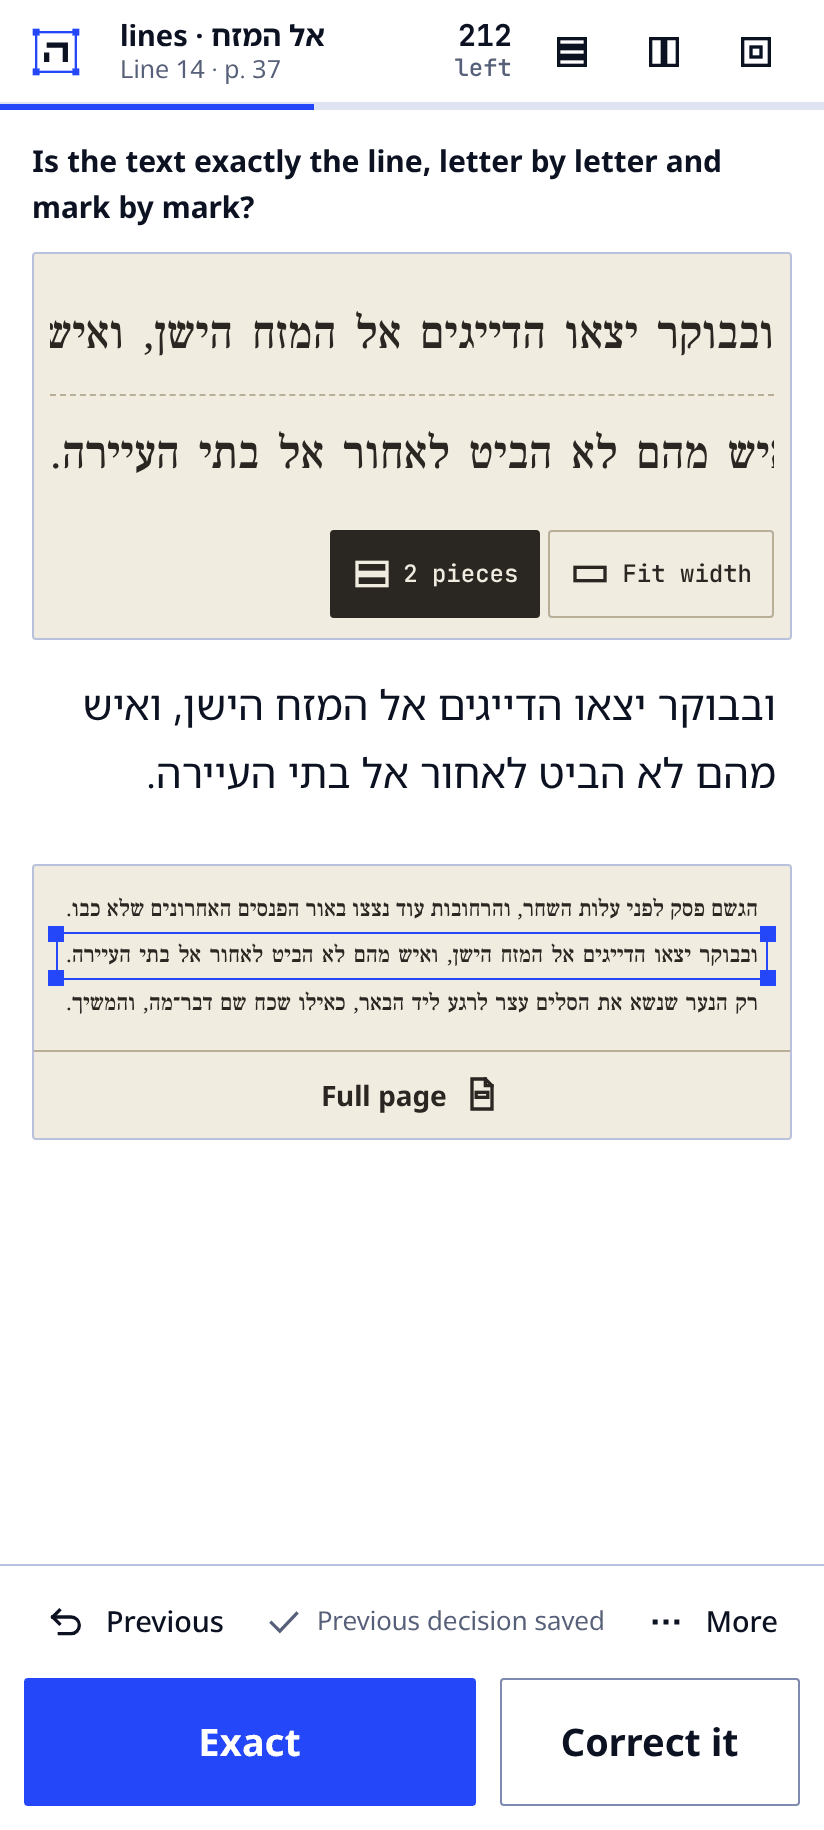 ה
lines · אל המזח
Line 14 · p. 37
212
left
Is the text exactly the line, letter by letter and
mark by mark?
ובבוקר יצאו הדייגים אל המזח הישן, ואיש
איש מהם לא הביט לאחור אל בתי העיירה.
2 pieces
Fit width
ובבוקר יצאו הדייגים אל המזח הישן, ואיש
מהם לא הביט לאחור אל בתי העיירה.
הגשם פסק לפני עלות השחר, והרחובות עוד נצצו באור הפנסים האחרונים שלא כבו.
ובבוקר יצאו הדייגים אל המזח הישן, ואיש מהם לא הביט לאחור אל בתי העיירה.
רק הנער שנשא את הסלים עצר לרגע ליד הבאר, כאילו שכח שם דבר־מה, והמשיך.
Full page
Previous
Previous decision saved
More
Exact
Correct it